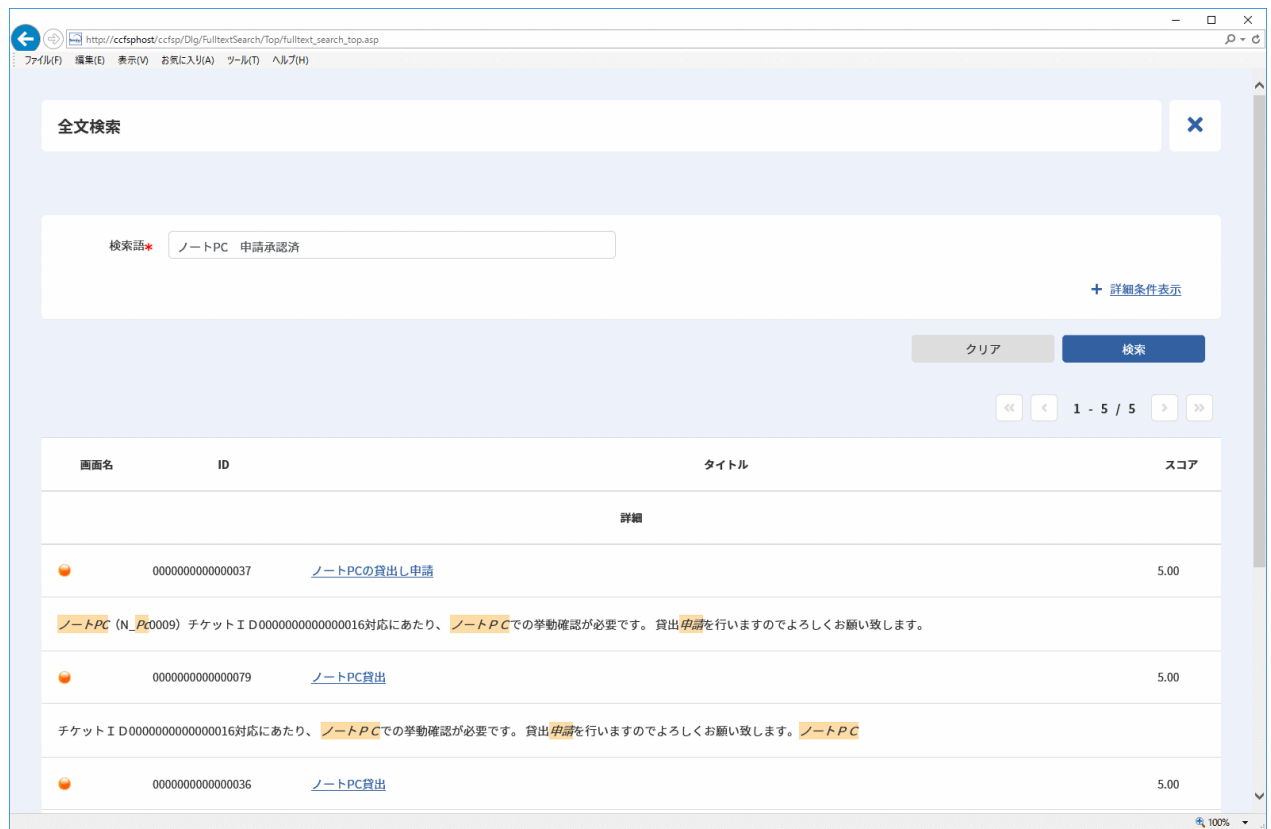 http://ccfsphost/ccfsp/Dlg/FulltextSearch/Top/fulltext_search_top.asp
ファイル(F) 編集(E) 表示(V) お気に入り(A) ツール(T) ヘルプ(H)
全文検索
検索語* ノートPC 申請承認済
+ 詳細条件表示
クリア 検索
« ‹ 1 - 5 / 5 › »
画面名 ID タイトル スコア
詳細
0000000000000037 ノートPCの貸出し申請 5.00
ノートPC（N_Pc0009）チケットＩＤ0000000000000016対応にあたり、ノートＰＣでの挙動確認が必要です。 貸出申請を行いますのでよろしくお願い致します。
0000000000000079 ノートPC貸出 5.00
チケットＩＤ0000000000000016対応にあたり、ノートＰＣでの挙動確認が必要です。 貸出申請を行いますのでよろしくお願い致します。ノートＰＣ
0000000000000036 ノートPC貸出 5.00
100%